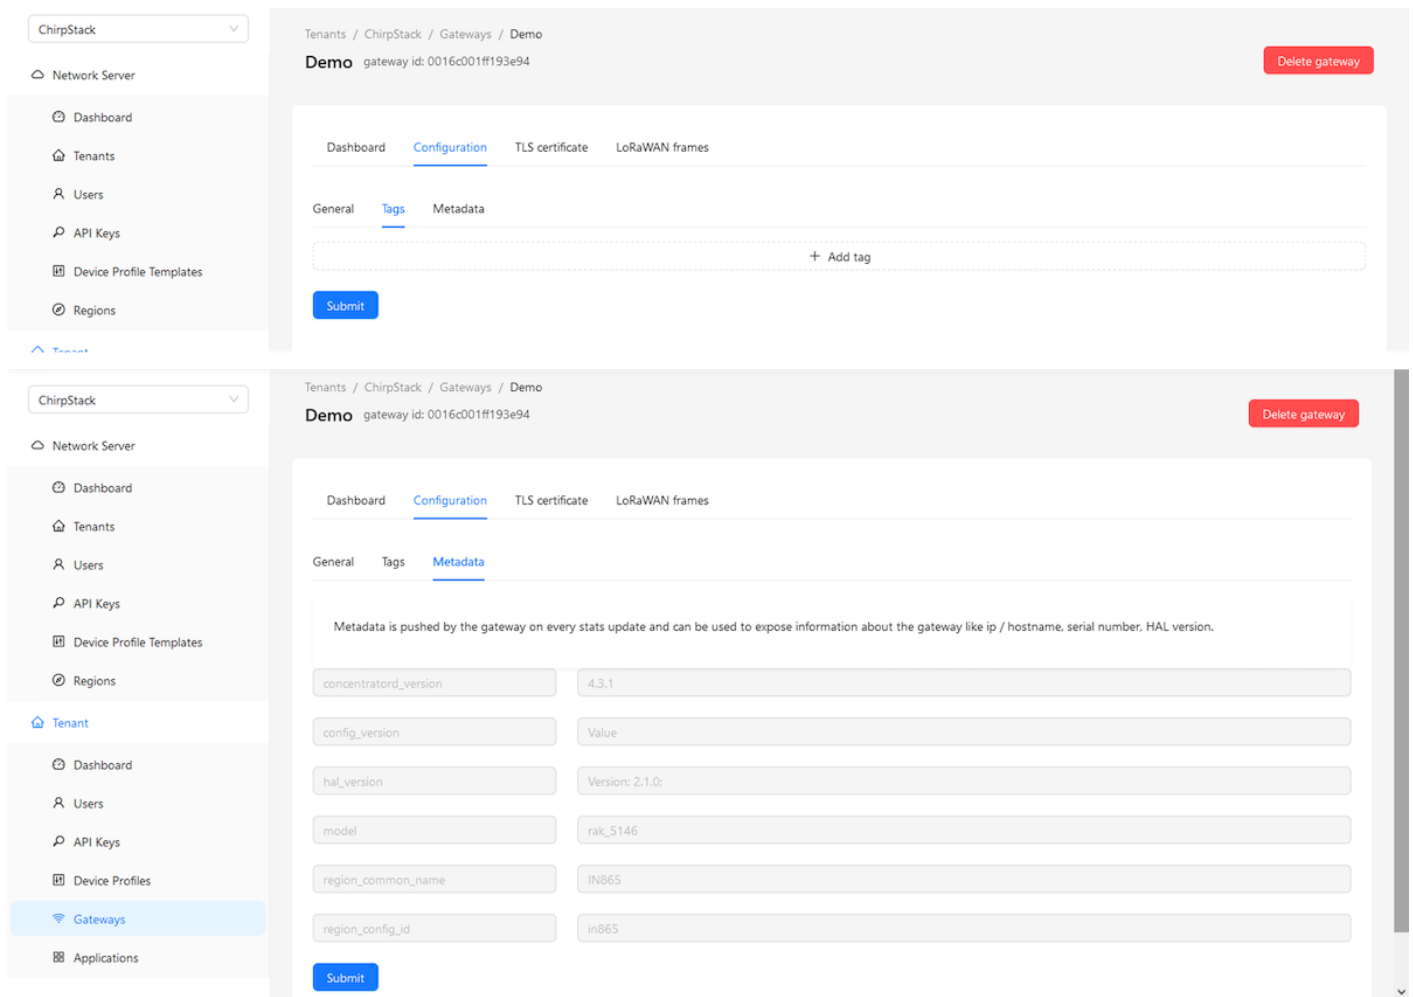 ChirpStack
Network Server
Dashboard
Tenants
Users
API Keys
Device Profile Templates
Regions
Tenant
Tenants / ChirpStack / Gateways / Demo
Demo gateway id: 0016c001ff193e94
Delete gateway
Dashboard Configuration TLS certificate LoRaWAN frames
General Tags Metadata
+ Add tag
Submit
ChirpStack
Network Server
Dashboard
Tenants
Users
API Keys
Device Profile Templates
Regions
Tenant
Dashboard
Users
API Keys
Device Profiles
Gateways
Applications
Tenants / ChirpStack / Gateways / Demo
Demo gateway id: 0016c001ff193e94
Delete gateway
Dashboard Configuration TLS certificate LoRaWAN frames
General Tags Metadata
Metadata is pushed by the gateway on every stats update and can be used to expose information about the gateway like ip / hostname, serial number, HAL version.
concentratord_version 4.3.1
config_version Value
hal_version Version: 2.1.0;
model rak_5146
region_common_name IN865
region_config_id in865
Submit